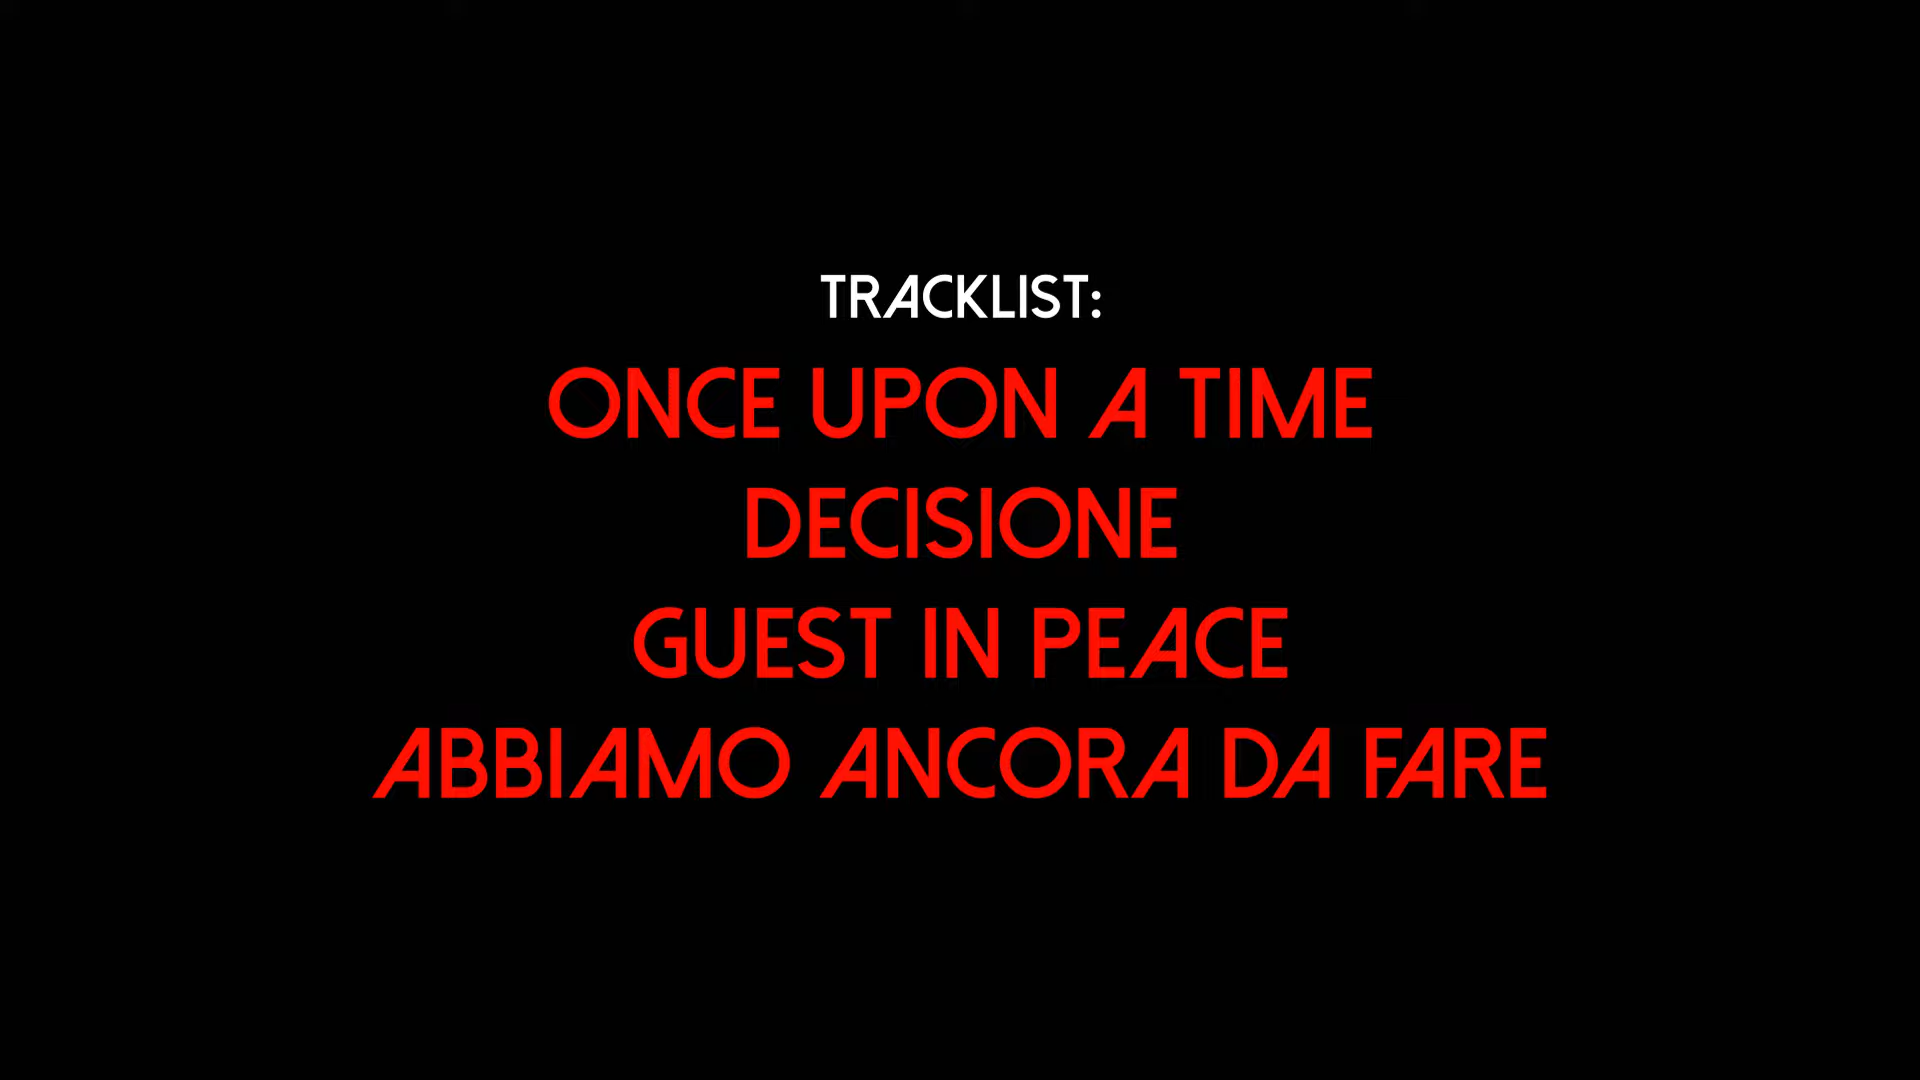 TRACKLIST:
ONCE UPON A TIME
DECISIONE
GUEST IN PEACE
ABBIAMO ANCORA DA FARE